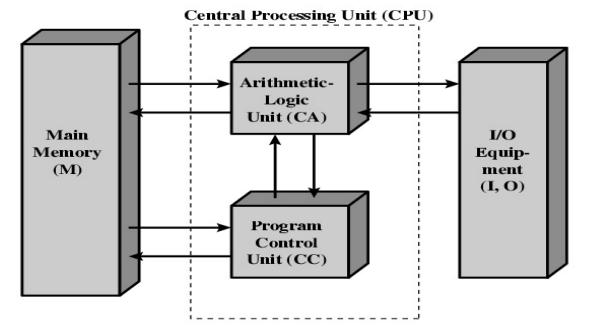 Central Processing Unit (CPU)
Main
Memory
(M)
Arithmetic-
Logic
Unit (CA)
Program
Control
Unit (CC)
I/O
Equip-
ment
(I, O)